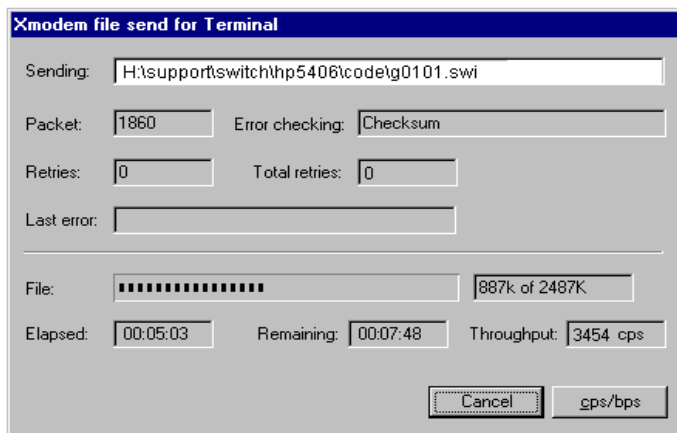 Xmodem file send for Terminal
Sending: H:\support\switch\hp5406\code\g0101.swi
Packet: 1860 Error checking: Checksum
Retries: 0 Total retries: 0
Last error:
File: 887k of 2487K
Elapsed: 00:05:03 Remaining: 00:07:48 Throughput: 3454 cps
Cancel cps/bps